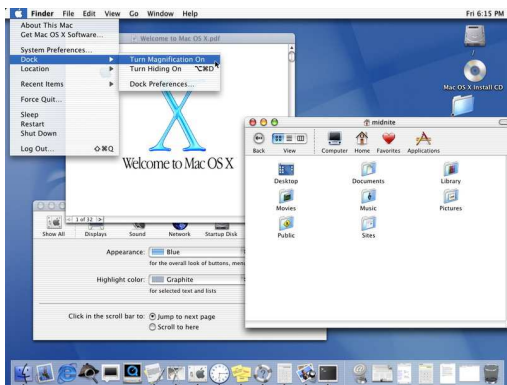 Finder File Edit View Go Window Help Fri 6:15 PM
About This Mac
Get Mac OS X Software...
System Preferences...
Dock
Location
Recent Items
Force Quit...
Sleep
Restart
Shut Down
Log Out... ⇧⌘Q
Turn Magnification On
Turn Hiding On ⌥⌘D
Dock Preferences...
Welcome to Mac OS X.pdf
X
Welcome to Mac OS X
1 of 32
Mac OS X Install CD
midnite
Back View Computer Home Favorites Applications
Desktop Documents Library
Movies Music Pictures
Public Sites
Show All Displays Sound Network Startup Disk
Appearance: Blue
for the overall look of buttons, men
Highlight color: Graphite
for selected text and lists
Click in the scroll bar to: Jump to next page
Scroll to here